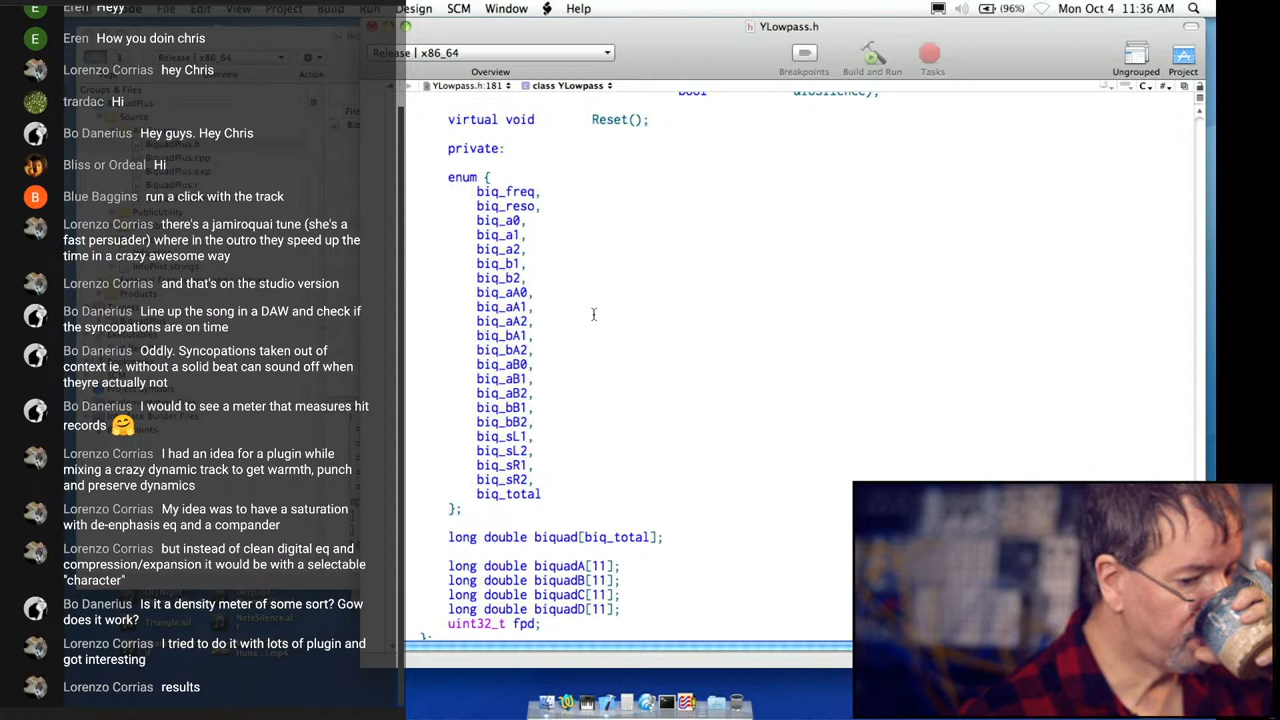 Design SCM Window Help
(96%) Mon Oct 4 11:36 AM
YLowpass.h
Release | x86_64
Overview
Breakpoints
Build and Run
Tasks
Ungrouped
Project
YLowpass.h:181
class YLowpass
virtual void Reset();
private:
enum {
biq_freq,
biq_reso,
biq_a0,
biq_a1,
biq_a2,
biq_b1,
biq_b2,
biq_aA0,
biq_aA1,
biq_aA2,
biq_bA1,
biq_bA2,
biq_aB0,
biq_aB1,
biq_aB2,
biq_bB1,
biq_bB2,
biq_sL1,
biq_sL2,
biq_sR1,
biq_sR2,
biq_total
};
long double biquad[biq_total];
long double biquadA[11];
long double biquadB[11];
long double biquadC[11];
long double biquadD[11];
uint32_t fpd;
};
Eren Heyy
Eren How you doin chris
Lorenzo Corrias hey Chris
trardac Hi
Bo Danerius Hey guys. Hey Chris
Bliss or Ordeal Hi
Blue Baggins run a click with the track
Lorenzo Corrias there's a jamiroquai tune (she's a
fast persuader) where in the outro they speed up the
time in a crazy awesome way
Lorenzo Corrias and that's on the studio version
Bo Danerius Line up the song in a DAW and check if
the syncopations are on time
Bo Danerius Oddly. Syncopations taken out of
context ie. without a solid beat can sound off when
theyre actually not
Bo Danerius I would to see a meter that measures hit
records 🤗
Lorenzo Corrias I had an idea for a plugin while
mixing a crazy dynamic track to get warmth, punch
and preserve dynamics
Lorenzo Corrias My idea was to have a saturation
with de-enphasis eq and a compander
Lorenzo Corrias but instead of clean digital eq and
compression/expansion it would be with a selectable
"character"
Bo Danerius Is it a density meter of some sort? Gow
does it work?
Lorenzo Corrias I tried to do it with lots of plugin and
got interesting
Lorenzo Corrias results